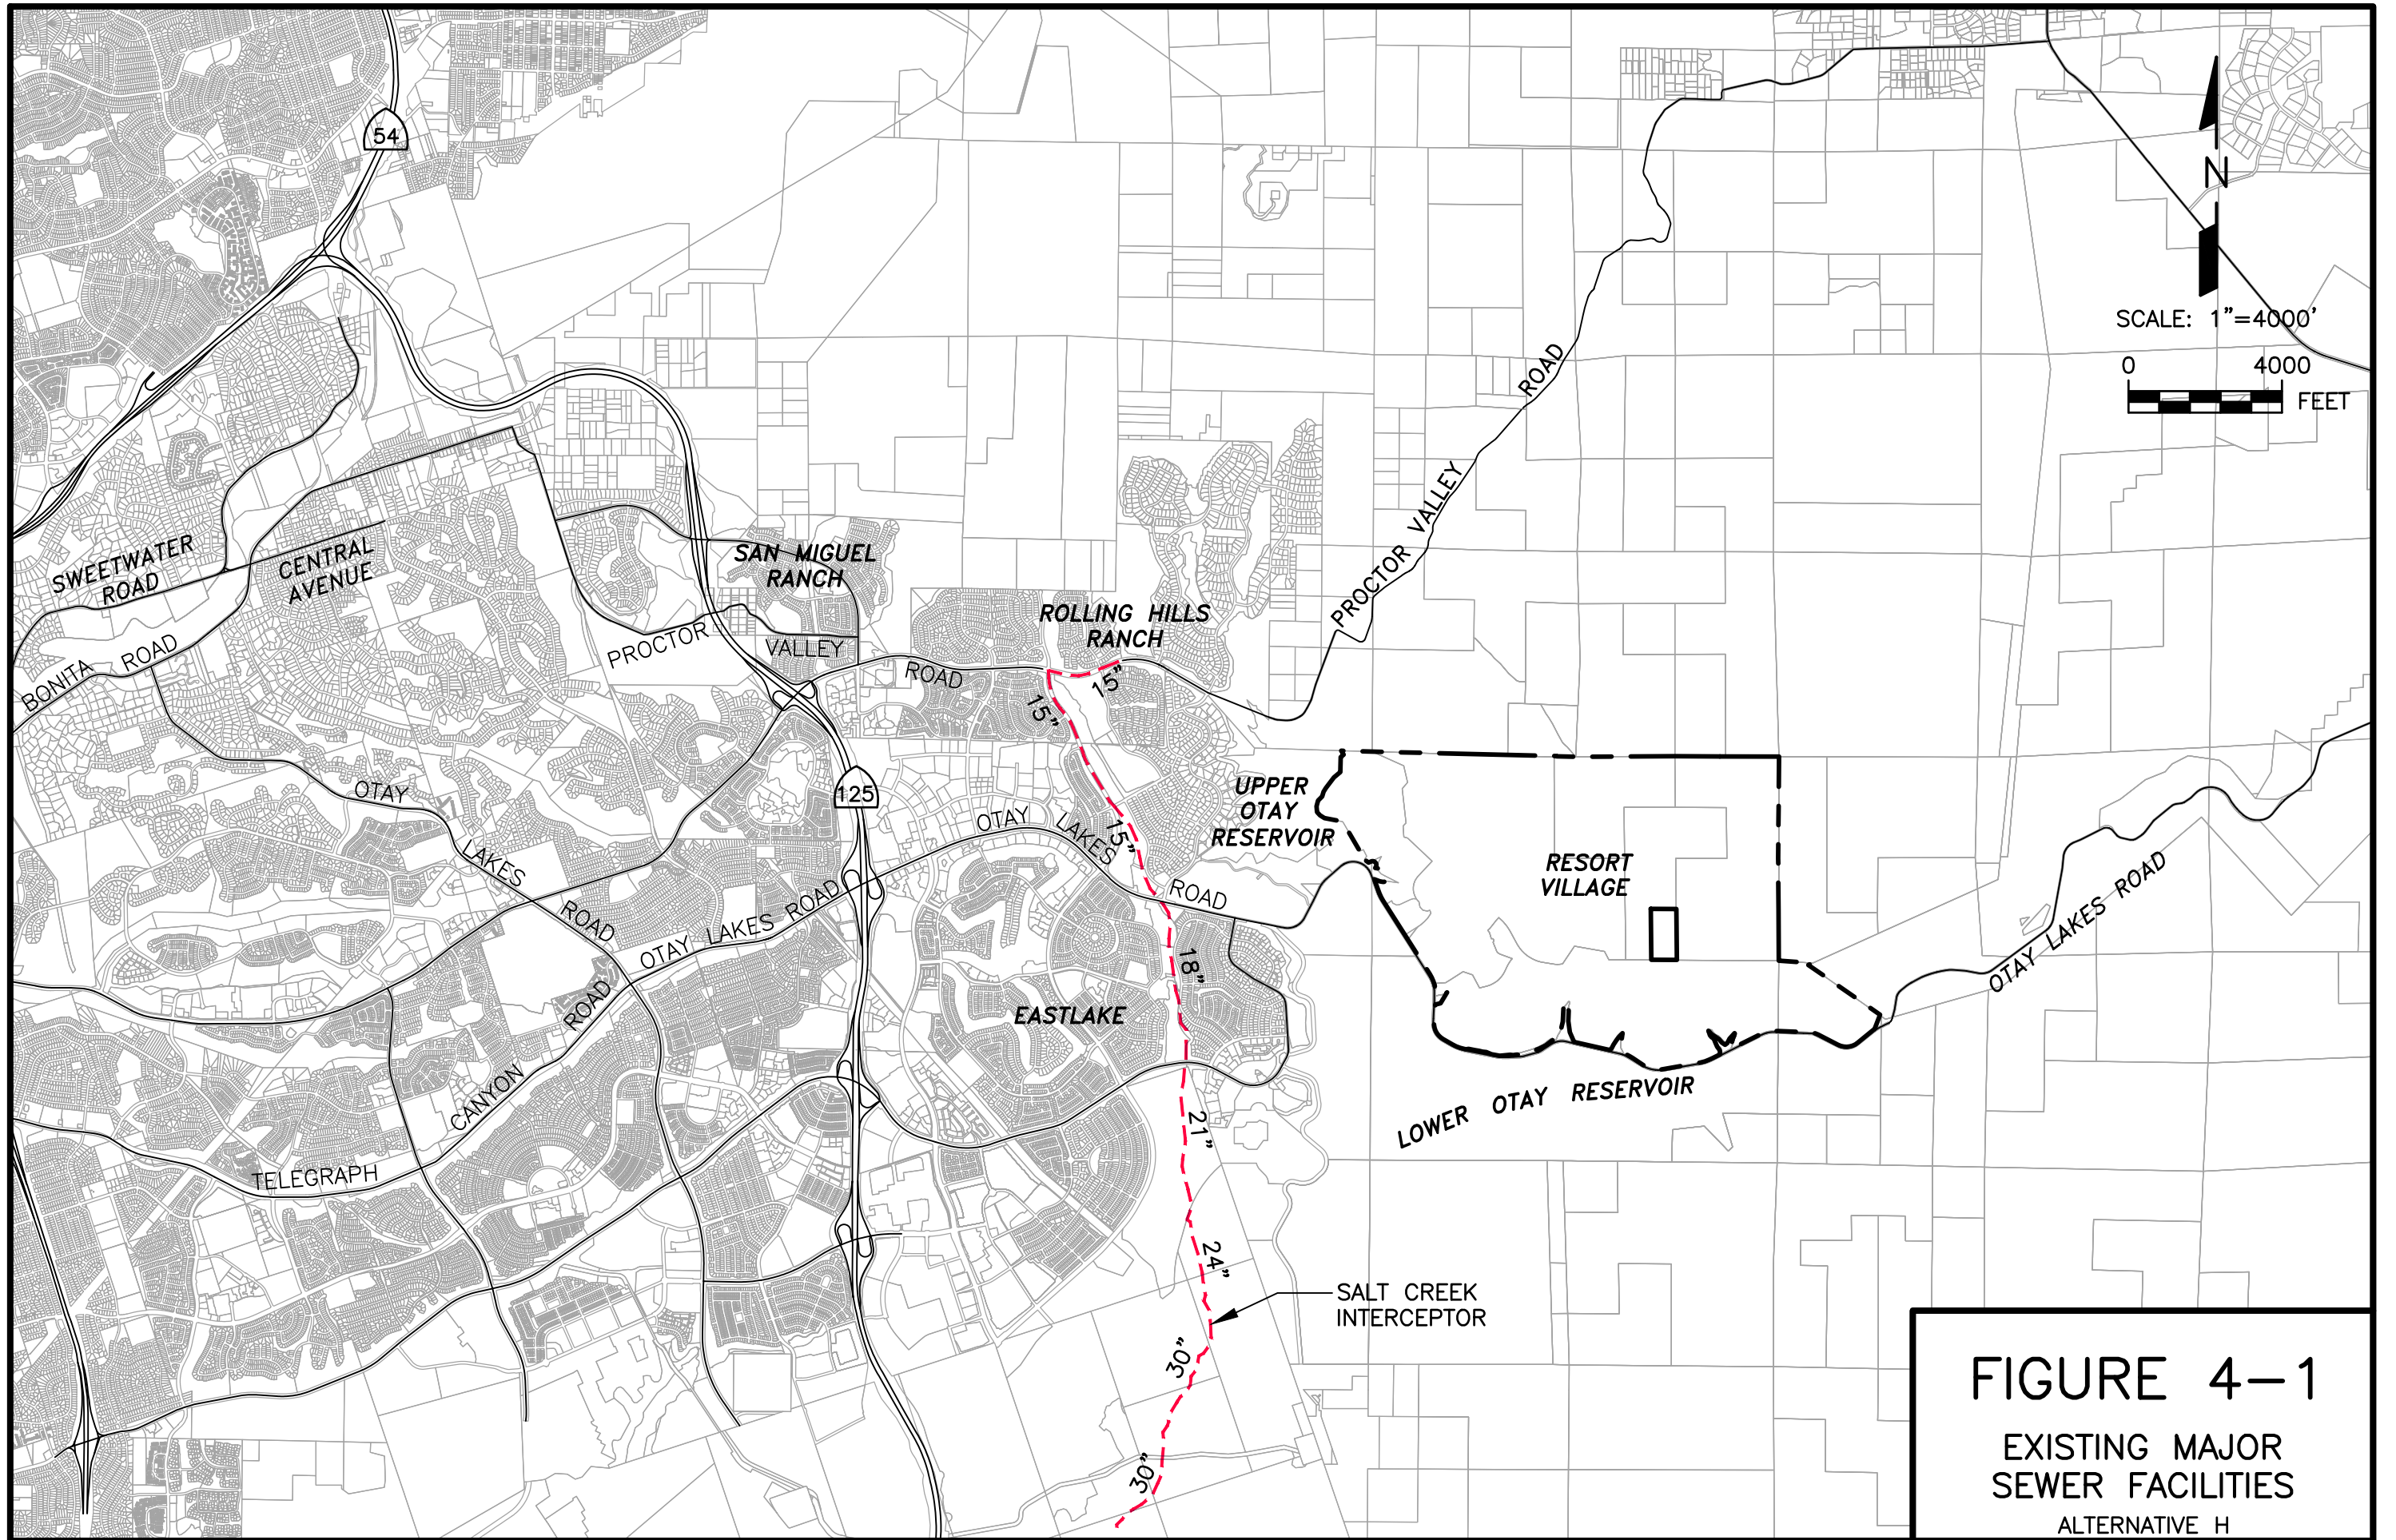 54
N
SCALE: 1"=4000'
0 4000
FEET
SWEETWATER
ROAD
CENTRAL
AVENUE
SAN MIGUEL
RANCH
ROLLING HILLS
RANCH
PROCTOR VALLEY ROAD
BONITA ROAD
PROCTOR VALLEY ROAD
15"
15"
15"
125
OTAY LAKES ROAD
OTAY LAKES ROAD
OTAY LAKES ROAD
UPPER
OTAY
RESERVOIR
RESORT
VILLAGE
OTAY LAKES ROAD
18"
EASTLAKE
TELEGRAPH CANYON ROAD
LOWER OTAY RESERVOIR
21"
24"
SALT CREEK
INTERCEPTOR
30"
30"
FIGURE 4-1
EXISTING MAJOR
SEWER FACILITIES
ALTERNATIVE H